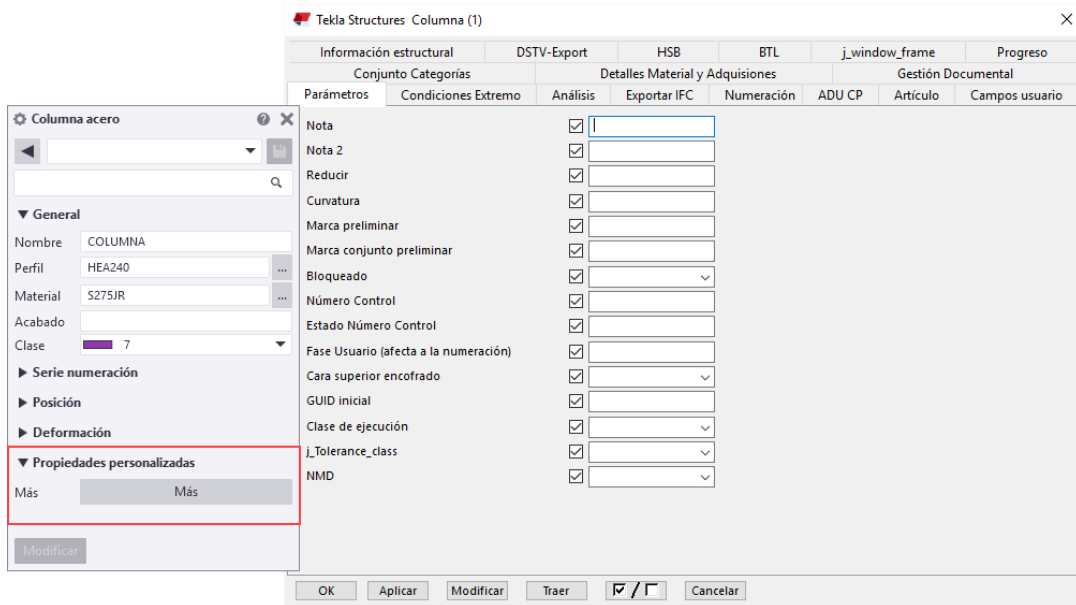 Tekla Structures Columna (1)
Información estructural DSTV-Export HSB BTL j_window_frame Progreso
Conjunto Categorías Detalles Material y Adquisiones Gestión Documental
Parámetros Condiciones Extremo Análisis Exportar IFC Numeración ADU CP Artículo Campos usuario
Columna acero
General
Nombre COLUMNA
Perfil HEA240 ...
Material S275JR ...
Acabado
Clase 7
Serie numeración
Posición
Deformación
Propiedades personalizadas
Más Más
Modificar
Nota
Nota 2
Reducir
Curvatura
Marca preliminar
Marca conjunto preliminar
Bloqueado
Número Control
Estado Número Control
Fase Usuario (afecta a la numeración)
Cara superior encofrado
GUID inicial
Clase de ejecución
j_Tolerance_class
NMD
OK Aplicar Modificar Traer / Cancelar